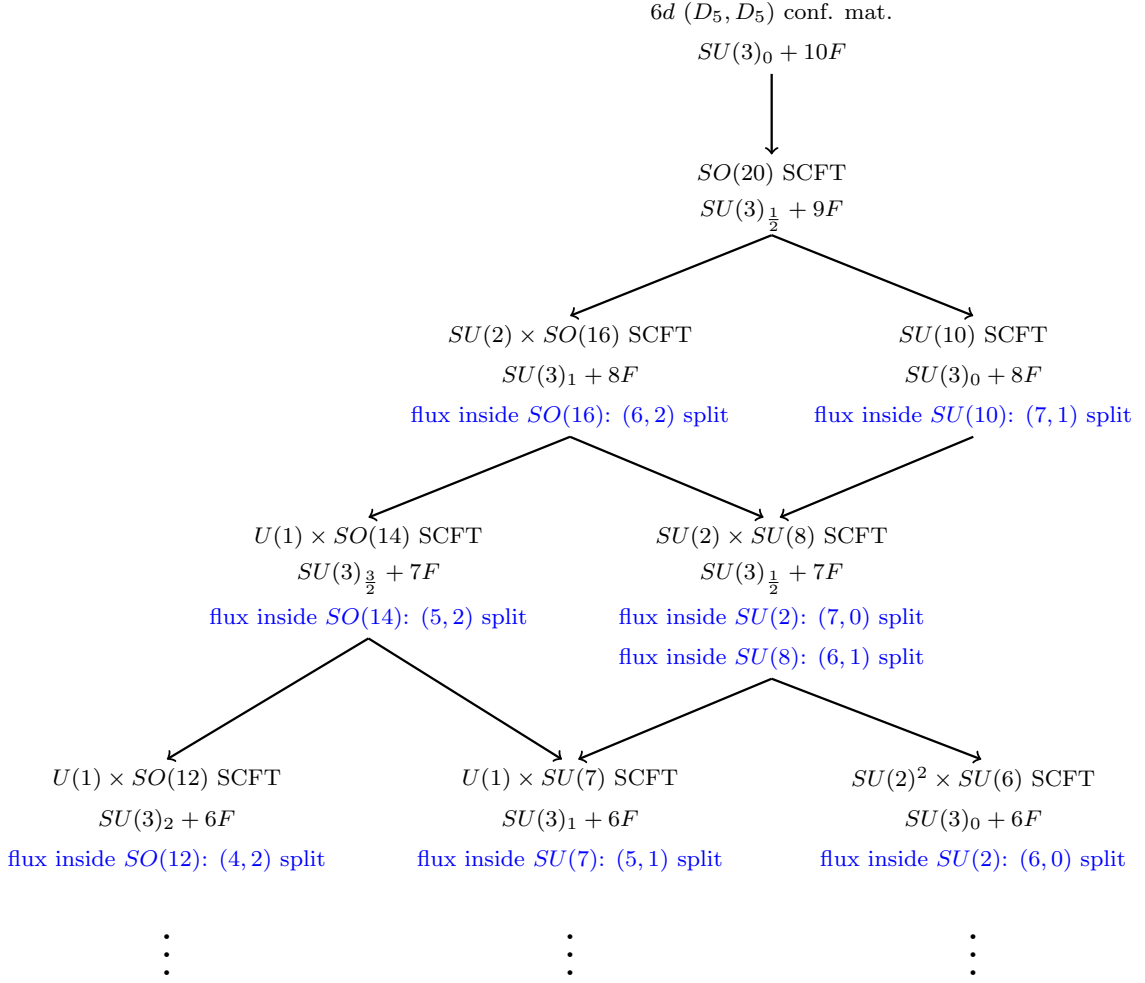 6d (D₅, D₅) conf. mat.
SU(3)₀ + 10F
SO(20) SCFT
SU(3)_{1/2} + 9F
SU(2) × SO(16) SCFT
SU(3)₁ + 8F
flux inside SO(16): (6, 2) split
SU(10) SCFT
SU(3)₀ + 8F
flux inside SU(10): (7, 1) split
U(1) × SO(14) SCFT
SU(3)_{3/2} + 7F
flux inside SO(14): (5, 2) split
SU(2) × SU(8) SCFT
SU(3)_{1/2} + 7F
flux inside SU(2): (7, 0) split
flux inside SU(8): (6, 1) split
U(1) × SO(12) SCFT
SU(3)₂ + 6F
flux inside SO(12): (4, 2) split
U(1) × SU(7) SCFT
SU(3)₁ + 6F
flux inside SU(7): (5, 1) split
SU(2)² × SU(6) SCFT
SU(3)₀ + 6F
flux inside SU(2): (6, 0) split